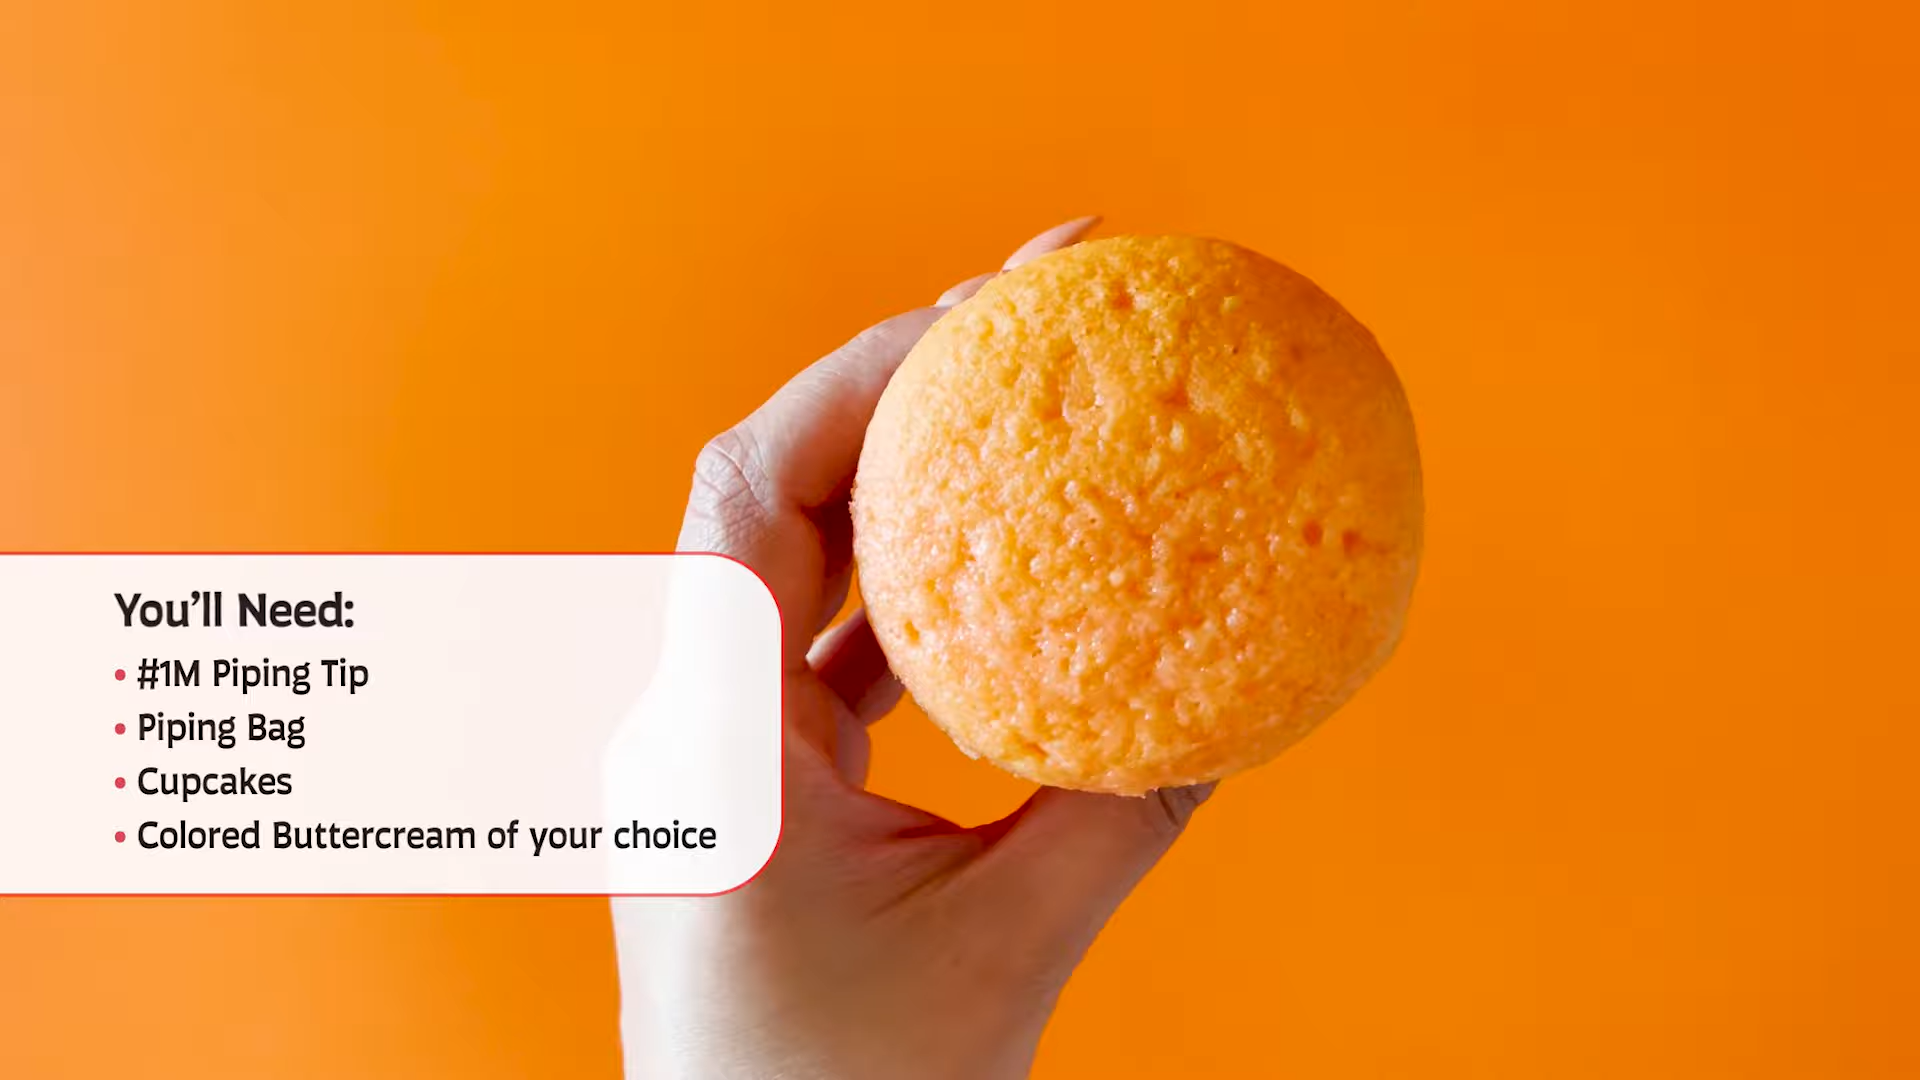 You'll Need:
• #1M Piping Tip
• Piping Bag
• Cupcakes
• Colored Buttercream of your choice